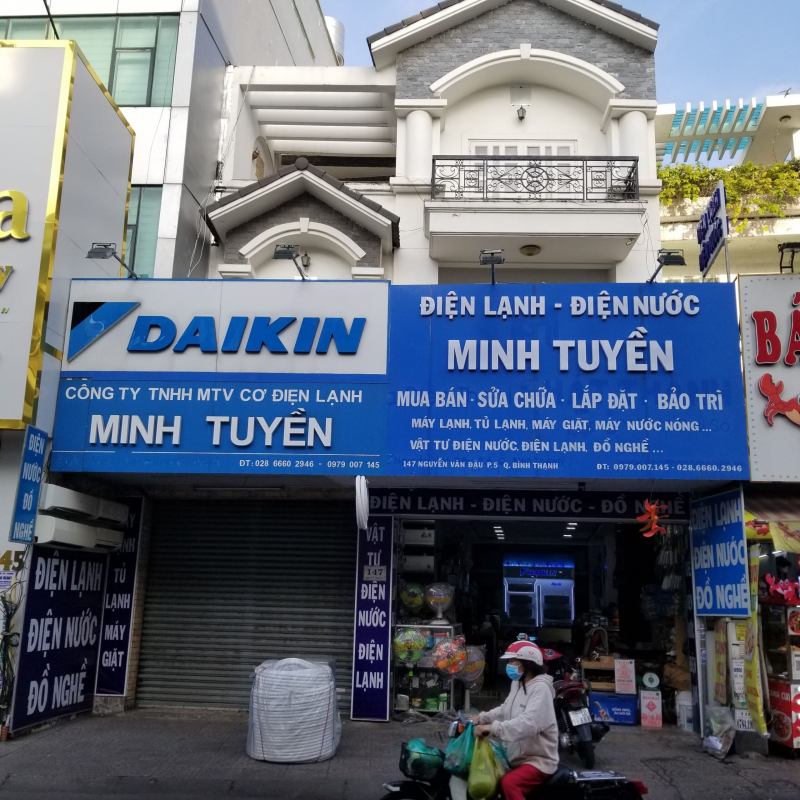 DAIKIN
CÔNG TY TNHH MTV CƠ ĐIỆN LẠNH
MINH TUYỀN
ĐT: 028 6660 2946 - 0979 007 145
ĐIỆN LẠNH - ĐIỆN NƯỚC
MINH TUYỀN
MUA BÁN · SỬA CHỮA · LẮP ĐẶT · BẢO TRÌ
MÁY LẠNH, TỦ LẠNH, MÁY GIẶT, MÁY NƯỚC NÓNG ...
VẬT TƯ ĐIỆN NƯỚC, ĐIỆN LẠNH, ĐỒ NGHỀ ...
147 NGUYỄN VĂN ĐẬU P.5 Q. BÌNH THẠNH
ĐT: 0979.007.145 - 028.6660.2946
BÁ
ĐIỆN
NƯỚC
ĐỒ
NGHỀ
ĐIỆN LẠNH - ĐIỆN NƯỚC - ĐỒ NGHỀ
ĐIỆN LẠNH
ĐIỆN NƯỚC
ĐỒ NGHỀ
TỦ
LẠNH
MÁY
GIẶT
VẬT
TƯ
147
ĐIỆN
NƯỚC
ĐIỆN
LẠNH
ĐIỆN LẠNH
ĐIỆN NƯỚC
ĐỒ NGHỀ
45